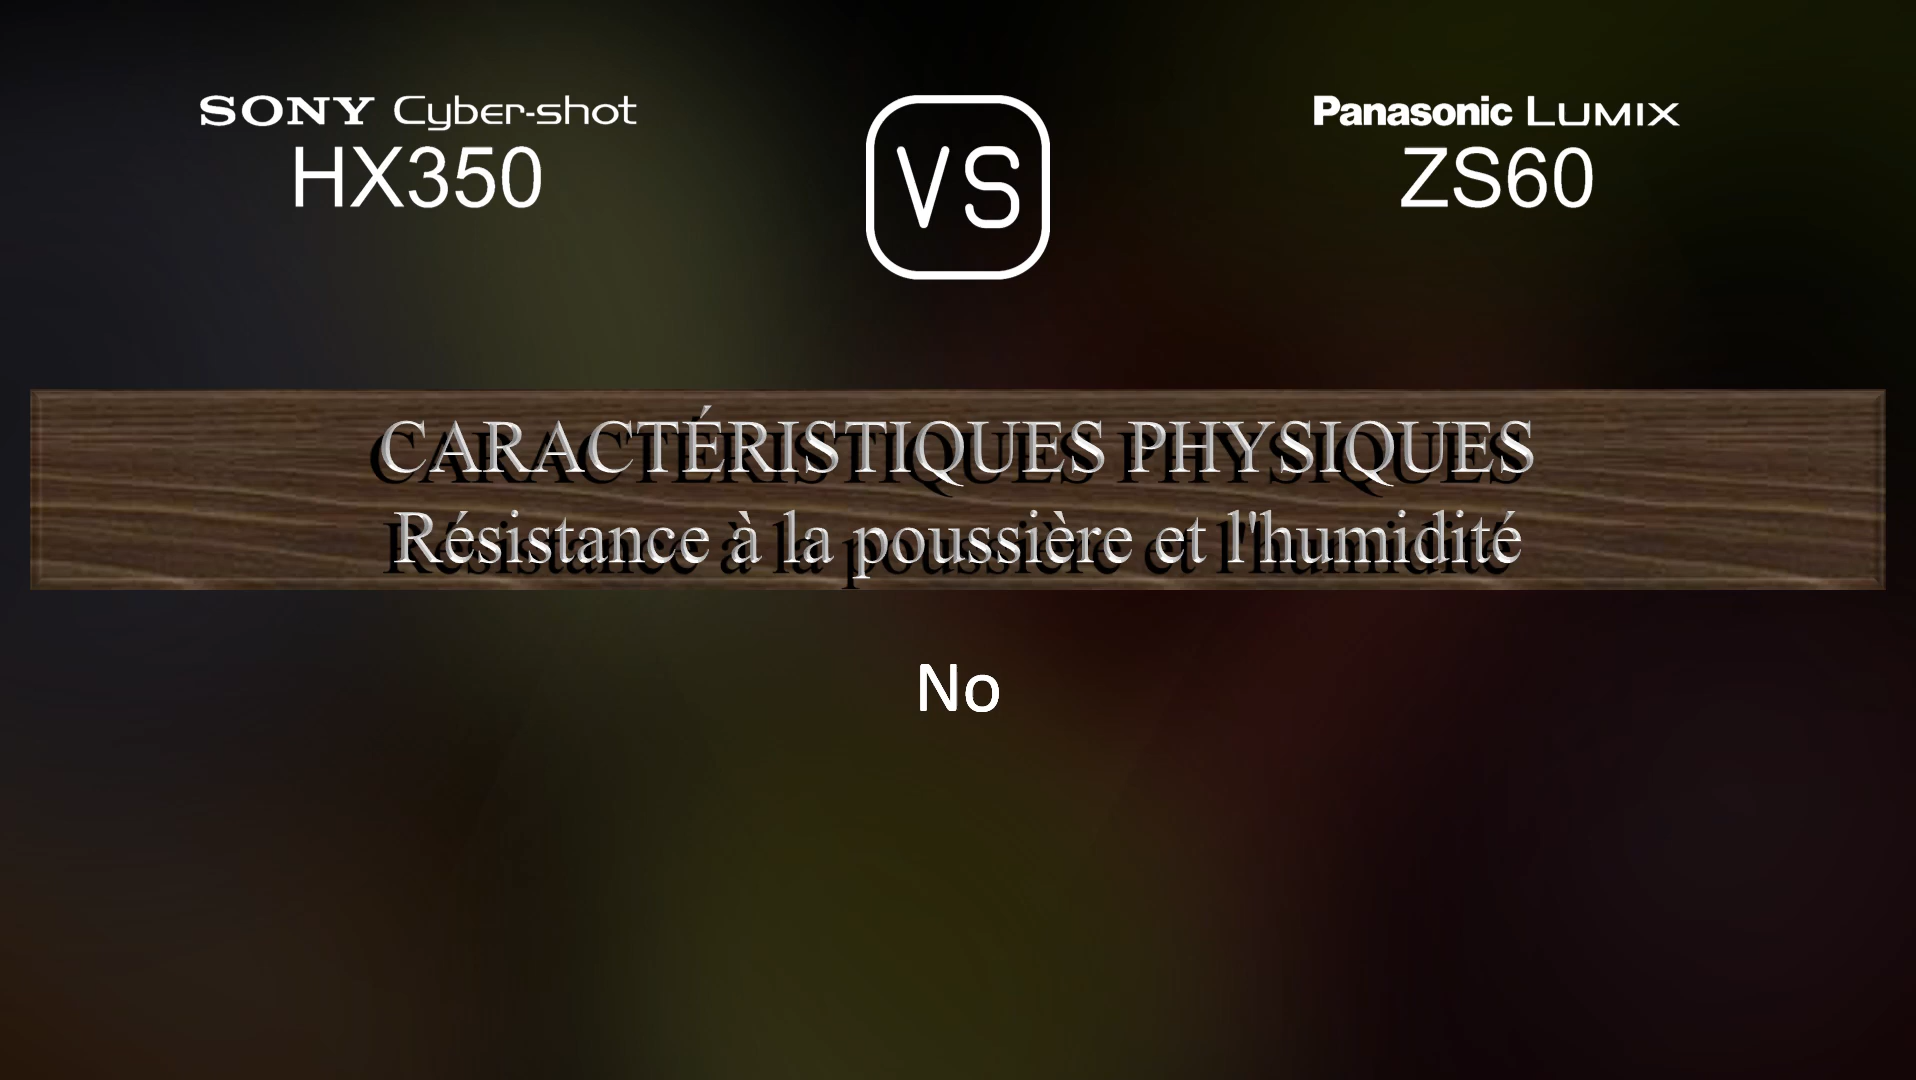 SONY Cyber-shot
HX350
VS
Panasonic LUMIX
ZS60
CARACTÉRISTIQUES PHYSIQUES
Résistance à la poussière et l'humidité
No